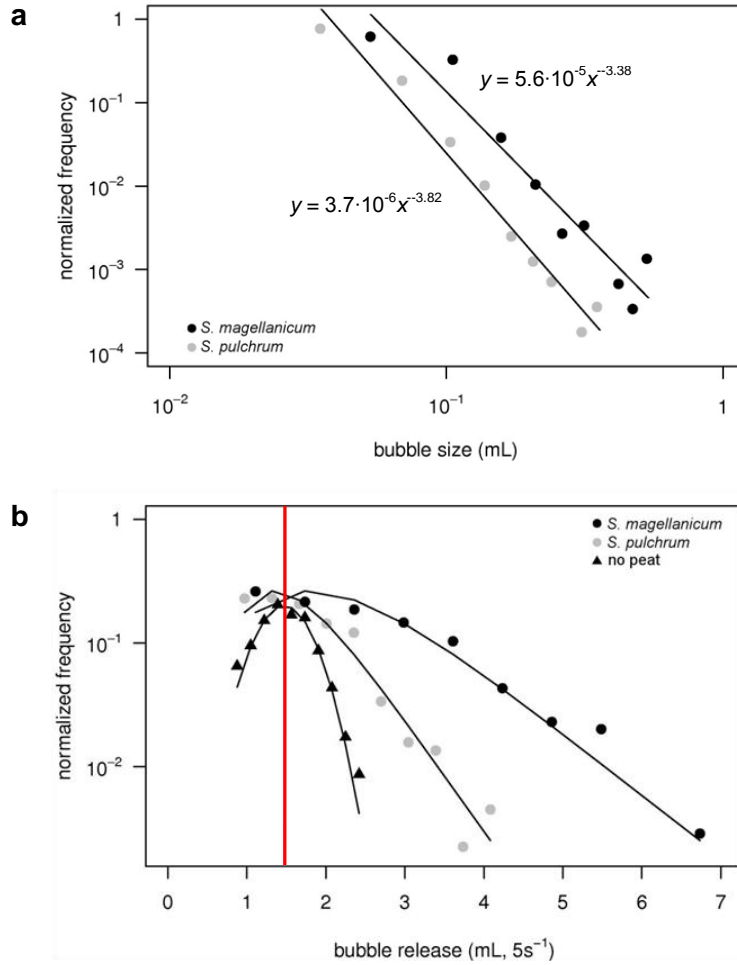 a
1
10⁻¹
10⁻²
10⁻³
10⁻⁴
normalized frequency
y = 5.6·10⁻⁵x⁻⁻³·³⁸
y = 3.7·10⁻⁶x⁻⁻³·⁸²
S. magellanicum
S. pulchrum
10⁻² 10⁻¹ 1
bubble size (mL)
b
1
10⁻¹
10⁻²
normalized frequency
S. magellanicum
S. pulchrum
no peat
0 1 2 3 4 5 6 7
bubble release (mL, 5s⁻¹)